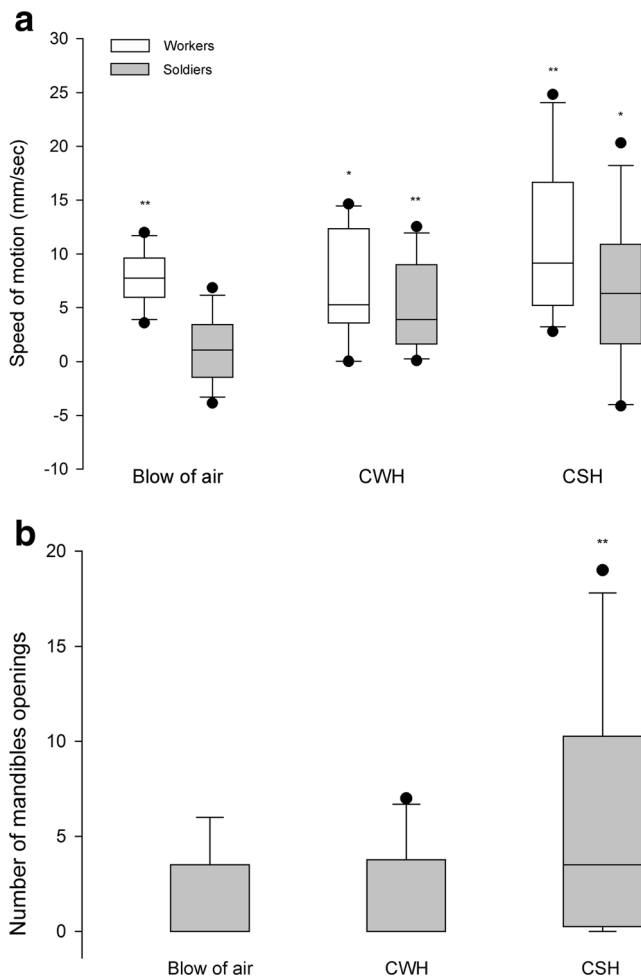 a
Speed of motion (mm/sec)
30
25
20
15
10
5
0
-5
-10
Workers
Soldiers
**
*
**
**
*
Blow of air
CWH
CSH
b
Number of mandibles openings
20
15
10
5
0
**
Blow of air
CWH
CSH